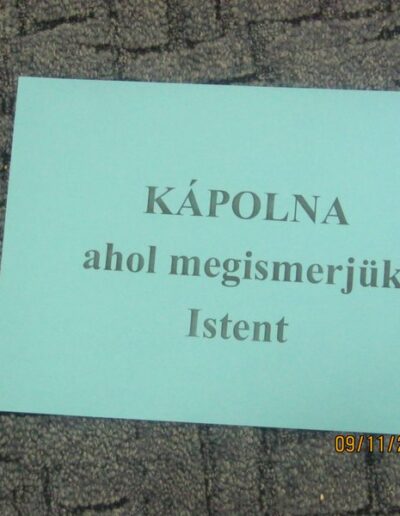 KÁPOLNA
ahol megismerjük
Istent
09/11/2